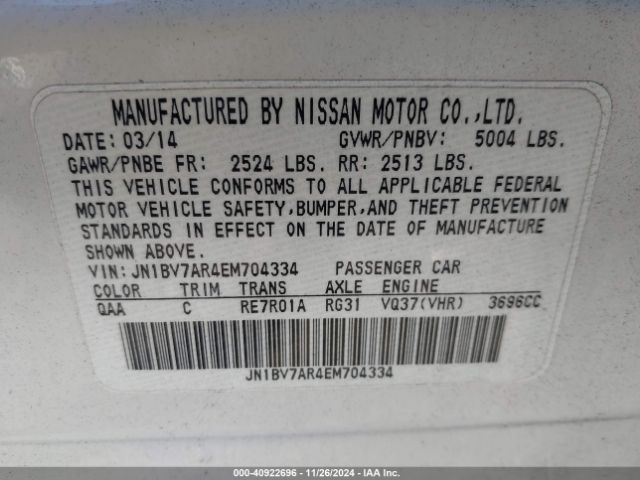 MANUFACTURED BY NISSAN MOTOR CO.,LTD.
DATE: 03/14 GVWR/PNBV: 5004 LBS.
GAWR/PNBE FR: 2524 LBS. RR: 2513 LBS.
THIS VEHICLE CONFORMS TO ALL APPLICABLE FEDERAL
MOTOR VEHICLE SAFETY,BUMPER,AND THEFT PREVENTION
STANDARDS IN EFFECT ON THE DATE OF MANUFACTURE
SHOWN ABOVE.
VIN: JN1BV7AR4EM704334 PASSENGER CAR
COLOR TRIM TRANS AXLE ENGINE
QAA C RE7R01A RG31 VQ37(VHR) 3696CC
JN1BV7AR4EM704334
000-40922696 - 11/26/2024 - IAA Inc.